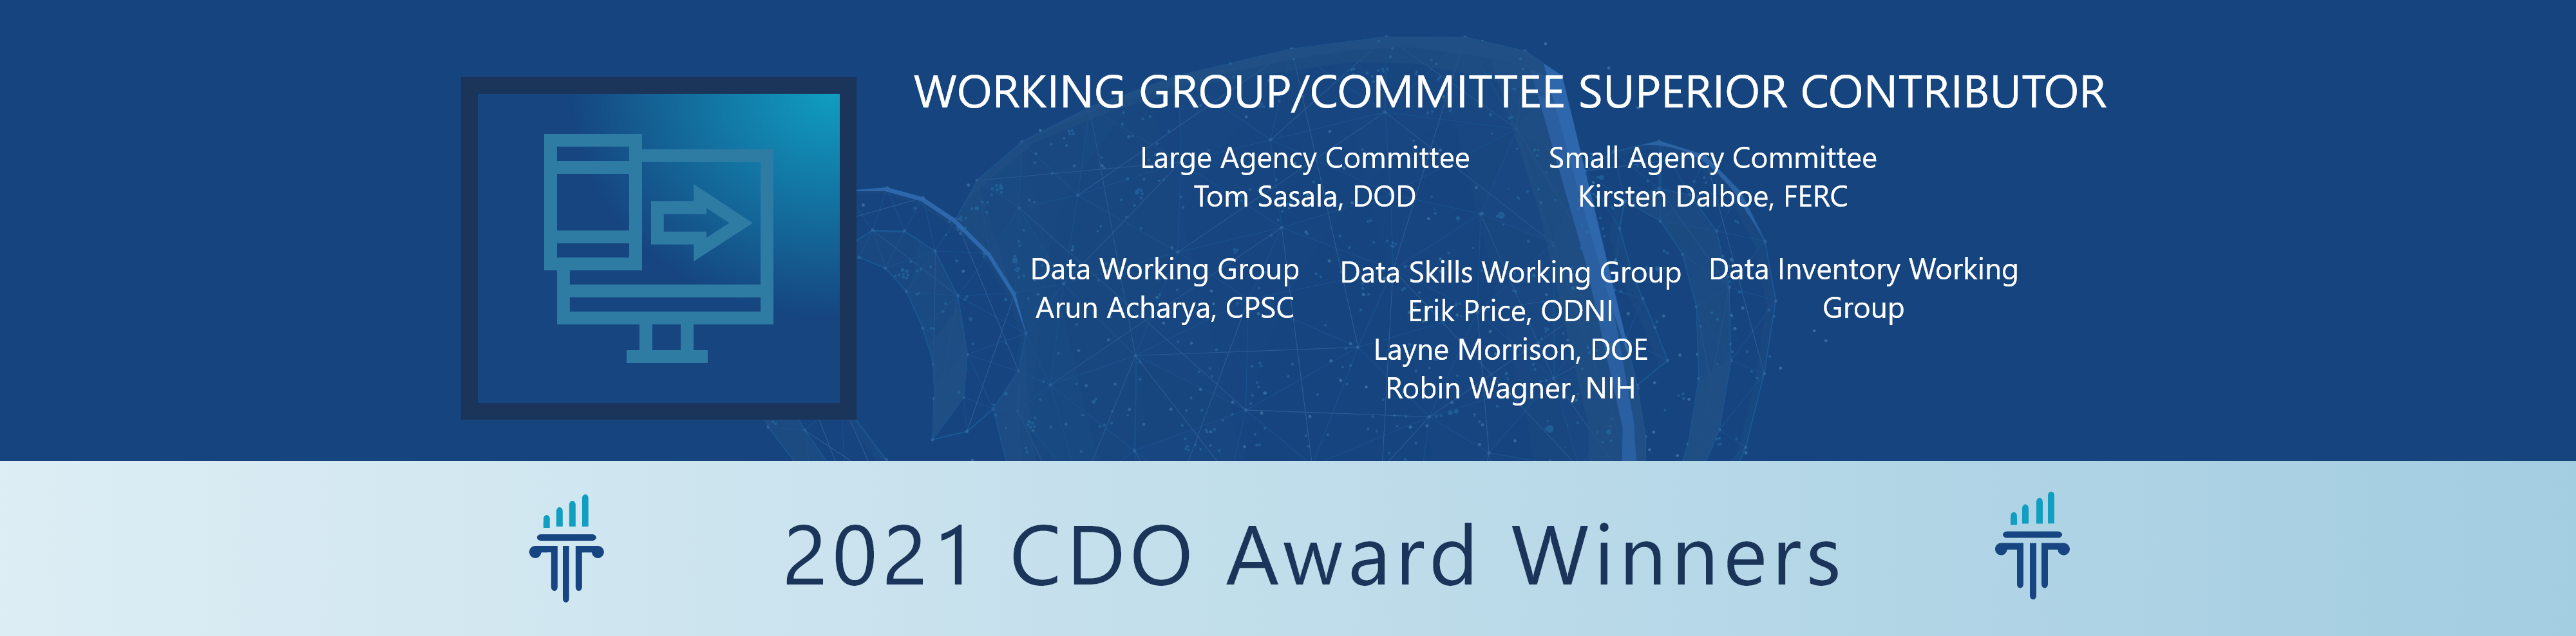 WORKING GROUP/COMMITTEE SUPERIOR CONTRIBUTOR
Large Agency Committee
Tom Sasala, DOD
Small Agency Committee
Kirsten Dalboe, FERC
Data Working Group
Arun Acharya, CPSC
Data Skills Working Group
Erik Price, ODNI
Layne Morrison, DOE
Robin Wagner, NIH
Data Inventory Working
Group
2021 CDO Award Winners